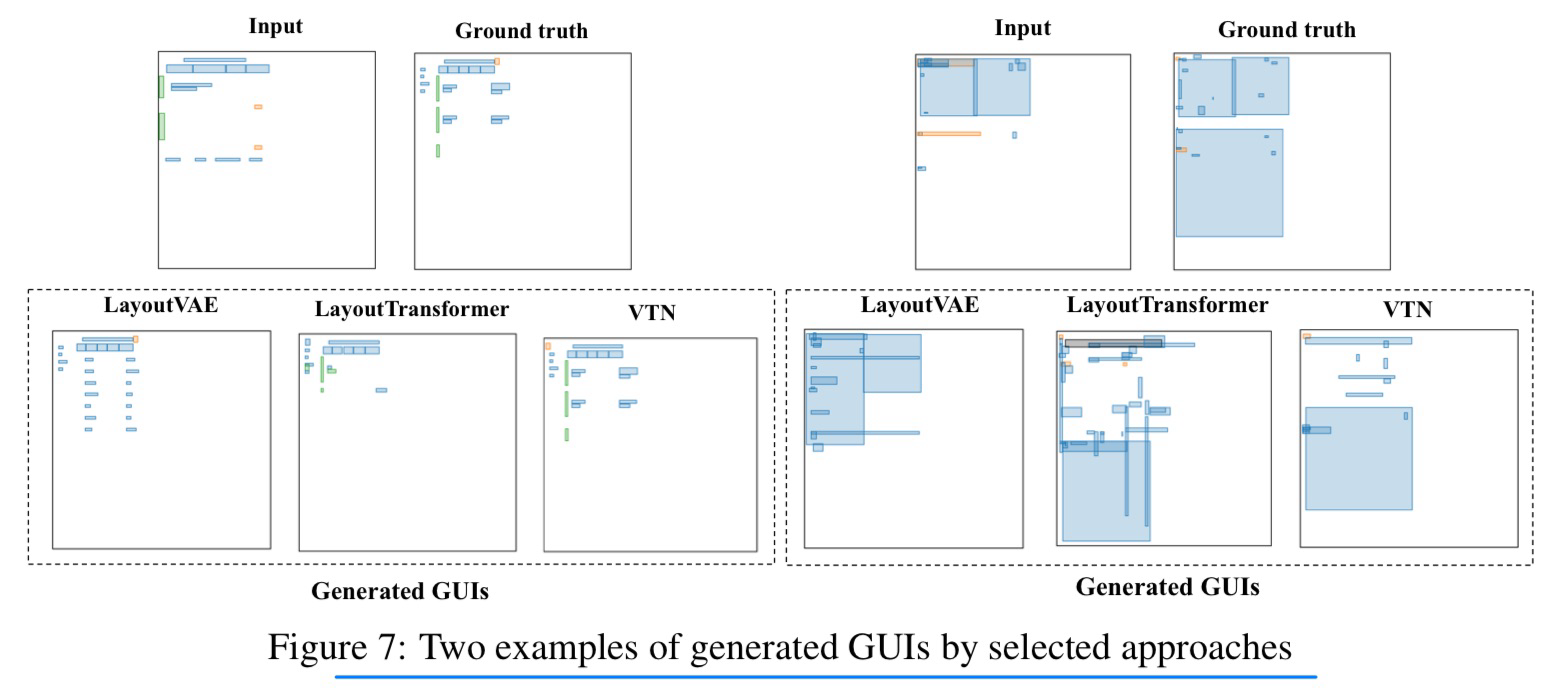 Input
Ground truth
Input
Ground truth
LayoutVAE
LayoutTransformer
VTN
LayoutVAE
LayoutTransformer
VTN
Generated GUIs
Generated GUIs
Figure 7: Two examples of generated GUIs by selected approaches